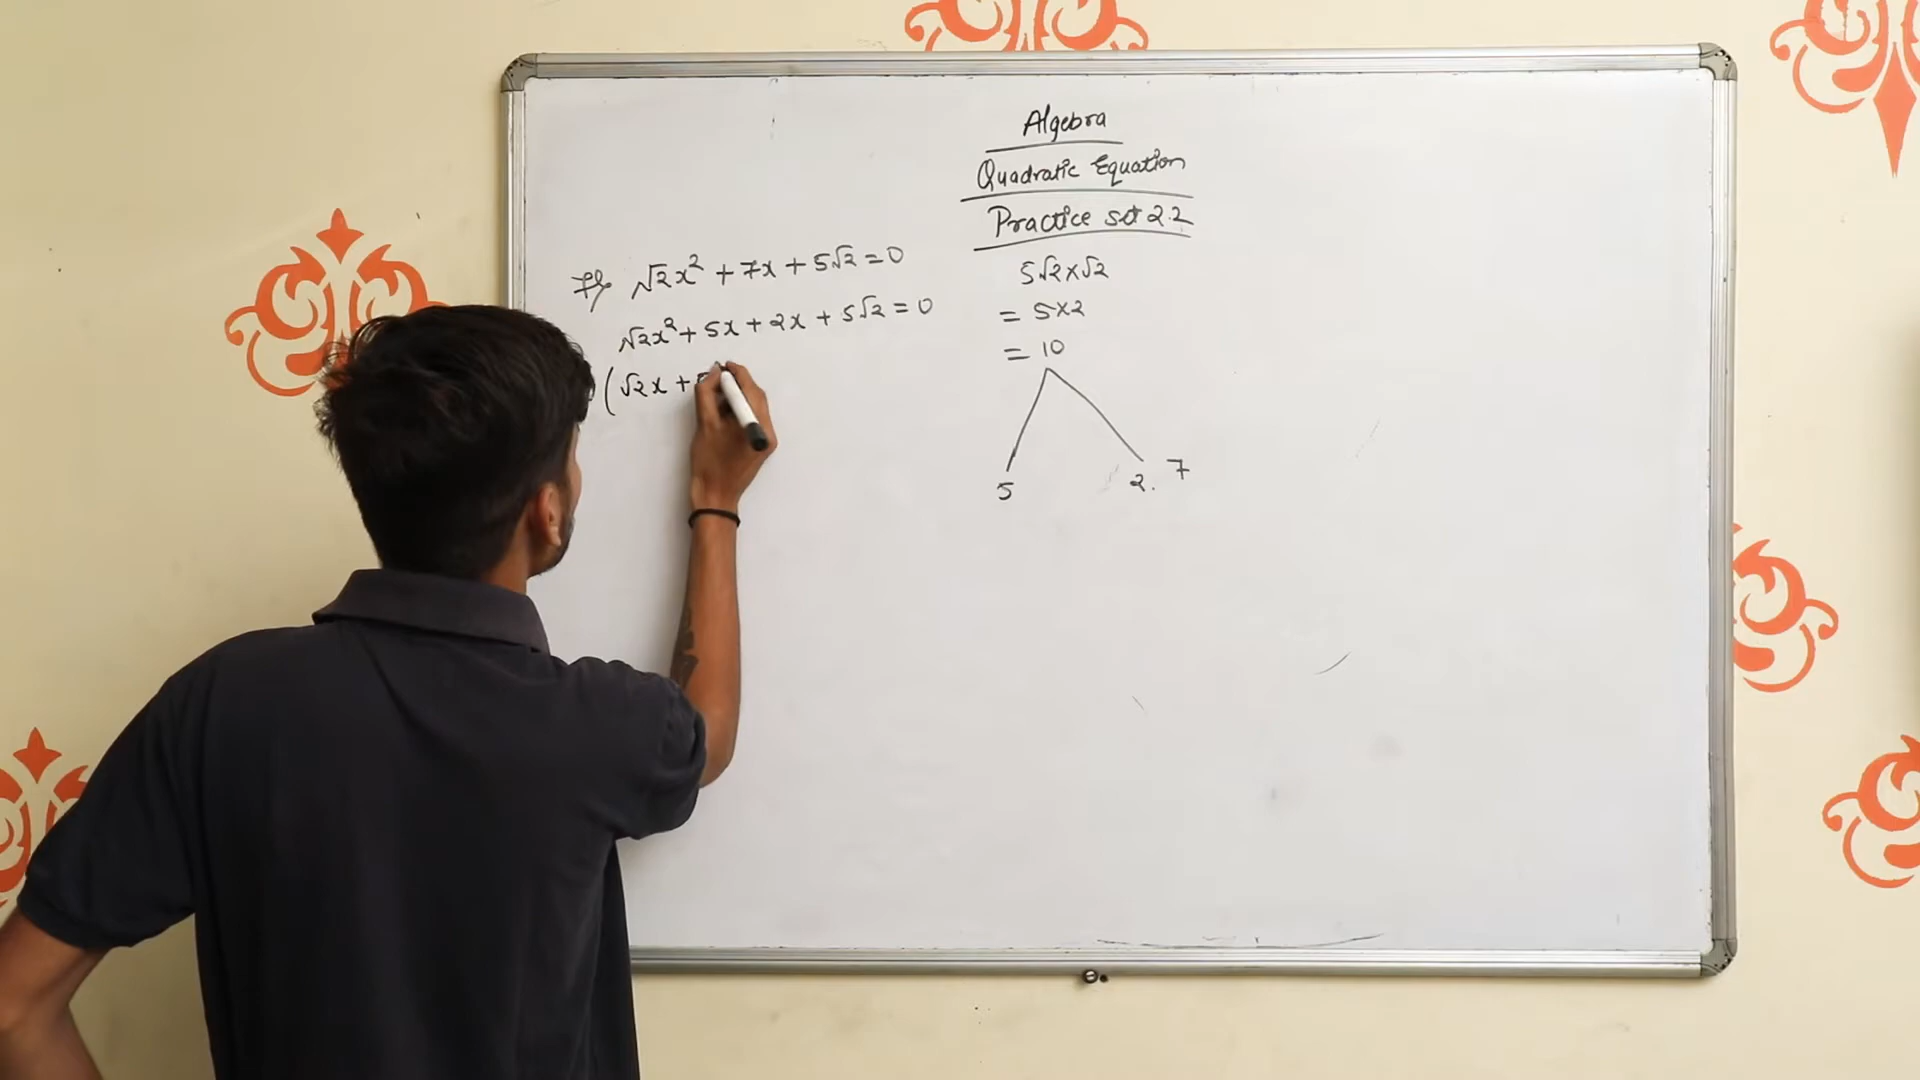 Algebra
Quadratic Equation
Practice set 2.2
√2x² + 7x + 5√2 = 0
√2x² + 5x + 2x + 5√2 = 0
(√2x + 5
5√2×√2
= 5×2
= 10
5 2. 7